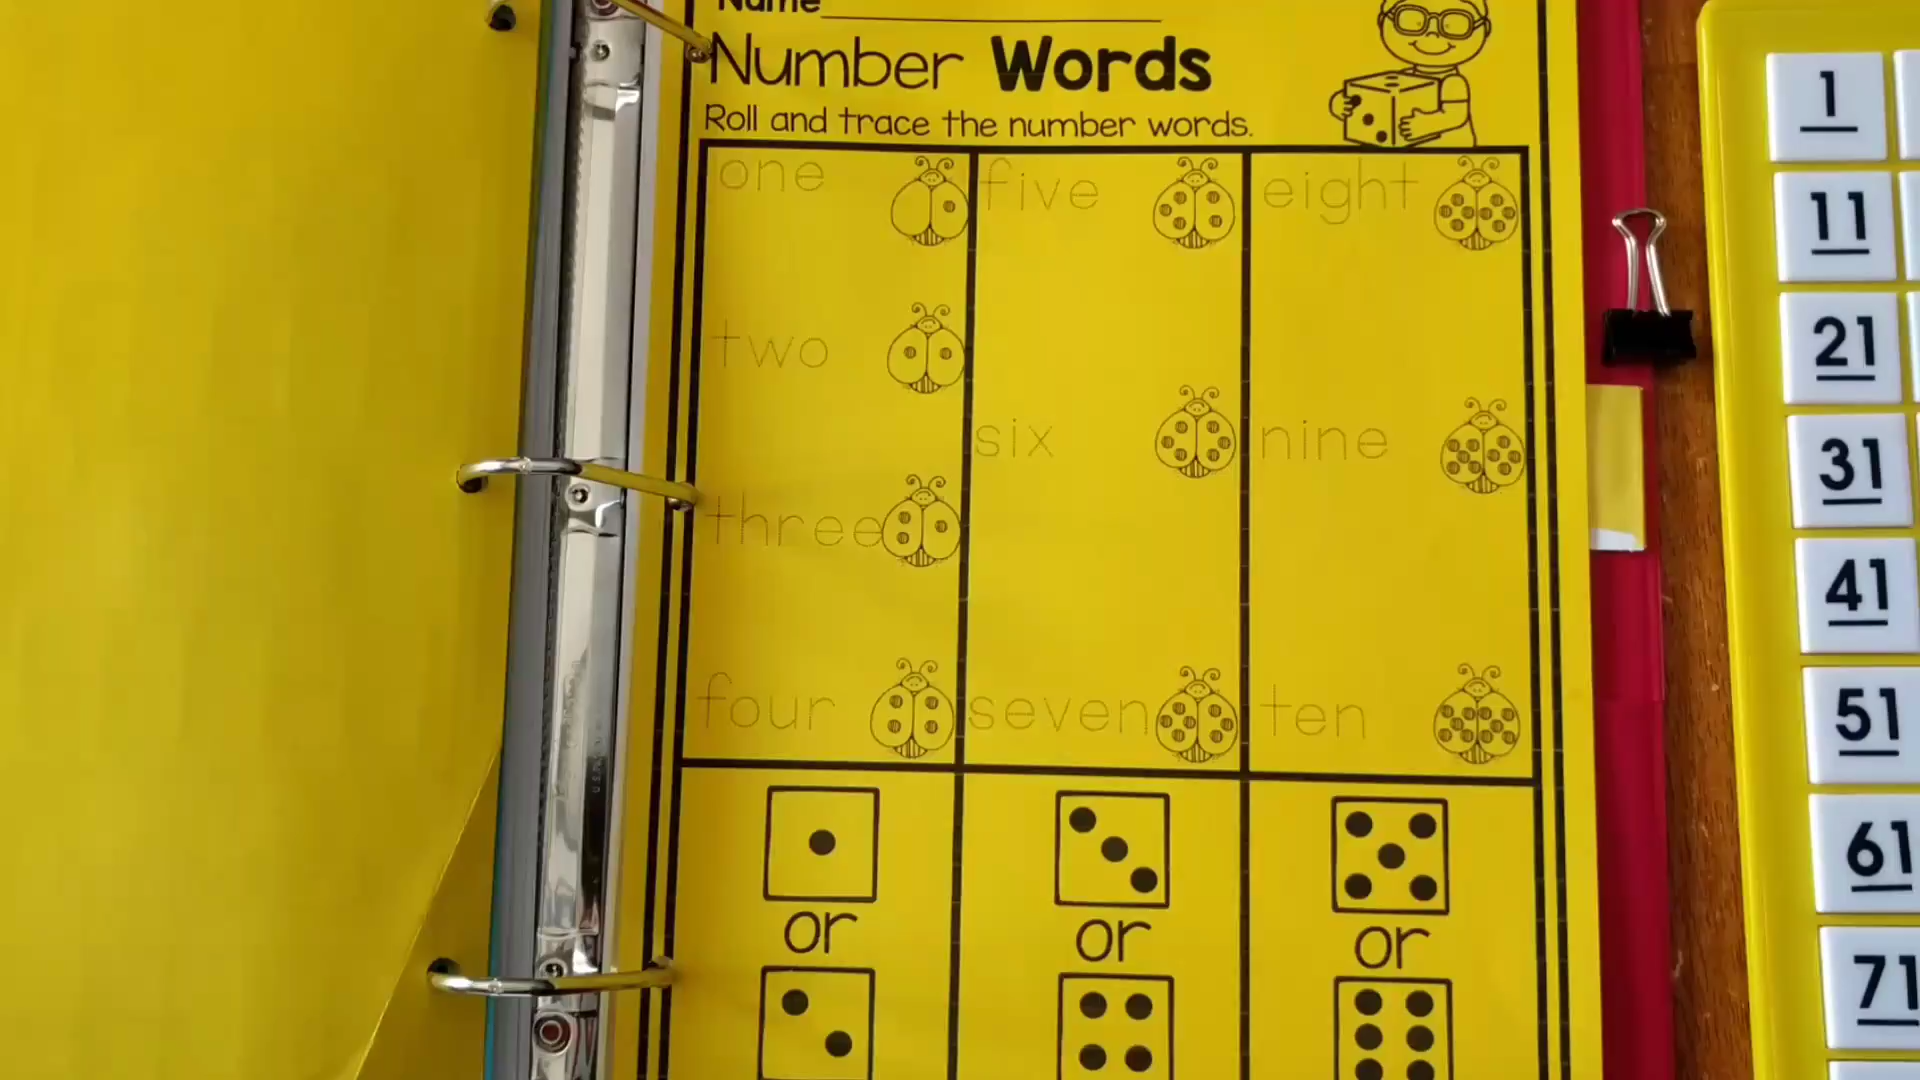 Name
Number Words
Roll and trace the number words.
one
two
three
four
five
six
seven
eight
nine
ten
or
or
or
1
11
21
31
41
51
61
71